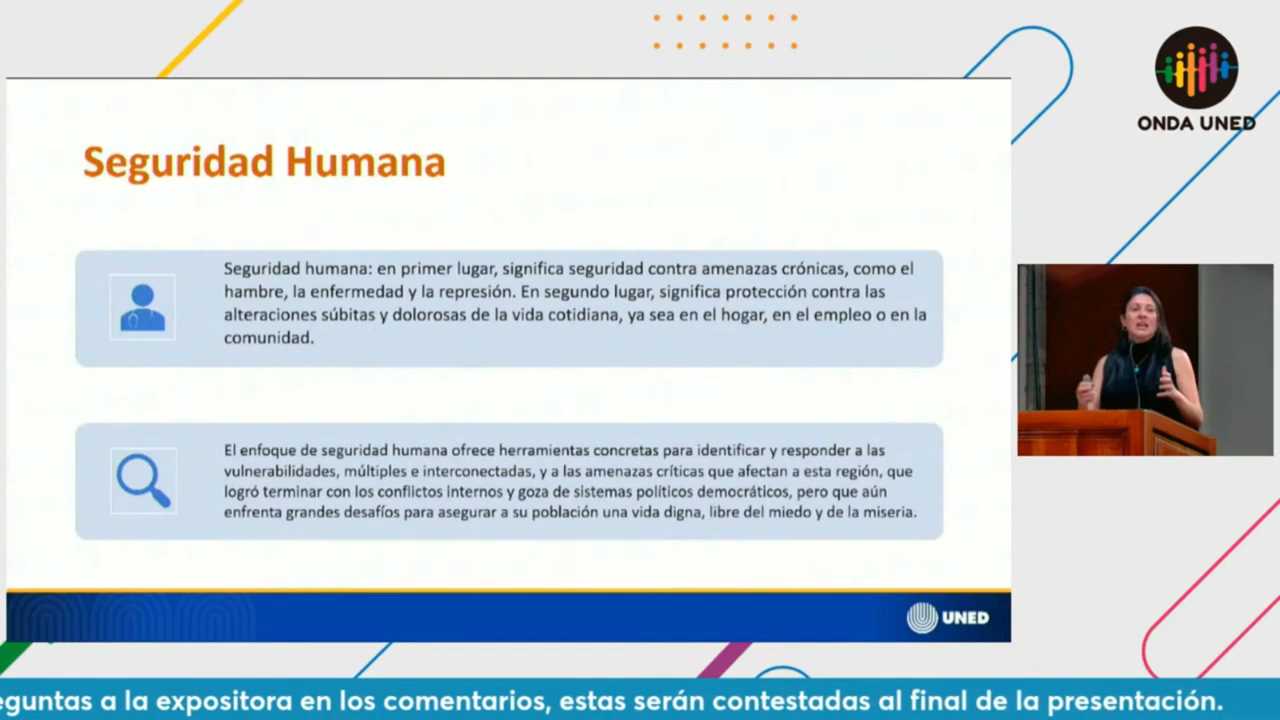 ONDA UNED
Seguridad Humana
Seguridad humana: en primer lugar, significa seguridad contra amenazas crónicas, como el
hambre, la enfermedad y la represión. En segundo lugar, significa protección contra las
alteraciones súbitas y dolorosas de la vida cotidiana, ya sea en el hogar, en el empleo o en la
comunidad.
El enfoque de seguridad humana ofrece herramientas concretas para identificar y responder a las
vulnerabilidades, múltiples e interconectadas, y a las amenazas críticas que afectan a esta región, que
logró terminar con los conflictos internos y goza de sistemas políticos democráticos, pero que aún
enfrenta grandes desafíos para asegurar a su población una vida digna, libre del miedo y de la miseria.
UNED
eguntas a la expositora en los comentarios, estas serán contestadas al final de la presentación.